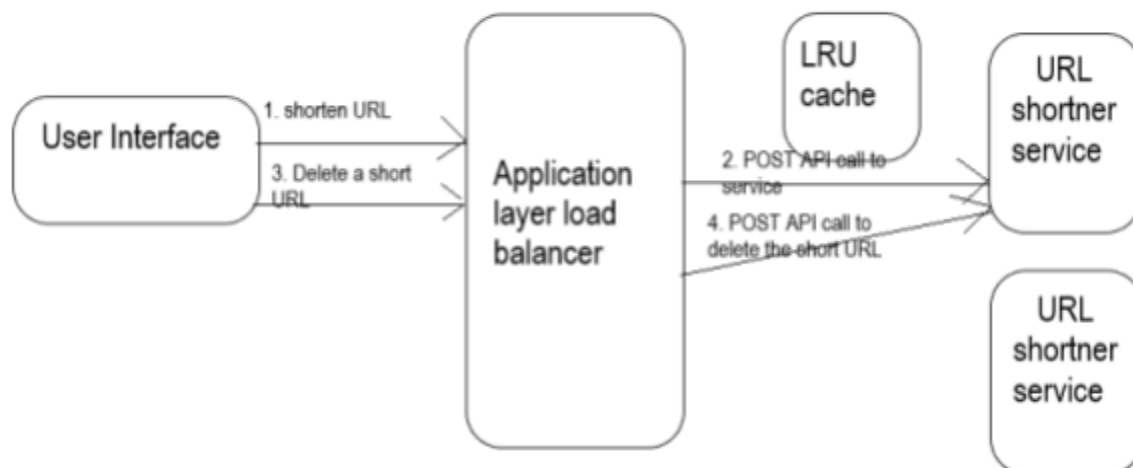 User Interface
1. shorten URL
3. Delete a short
URL
Application
layer load
balancer
LRU
cache
2. POST API call to
service
4. POST API call to
delete the short URL
URL
shortner
service
URL
shortner
service